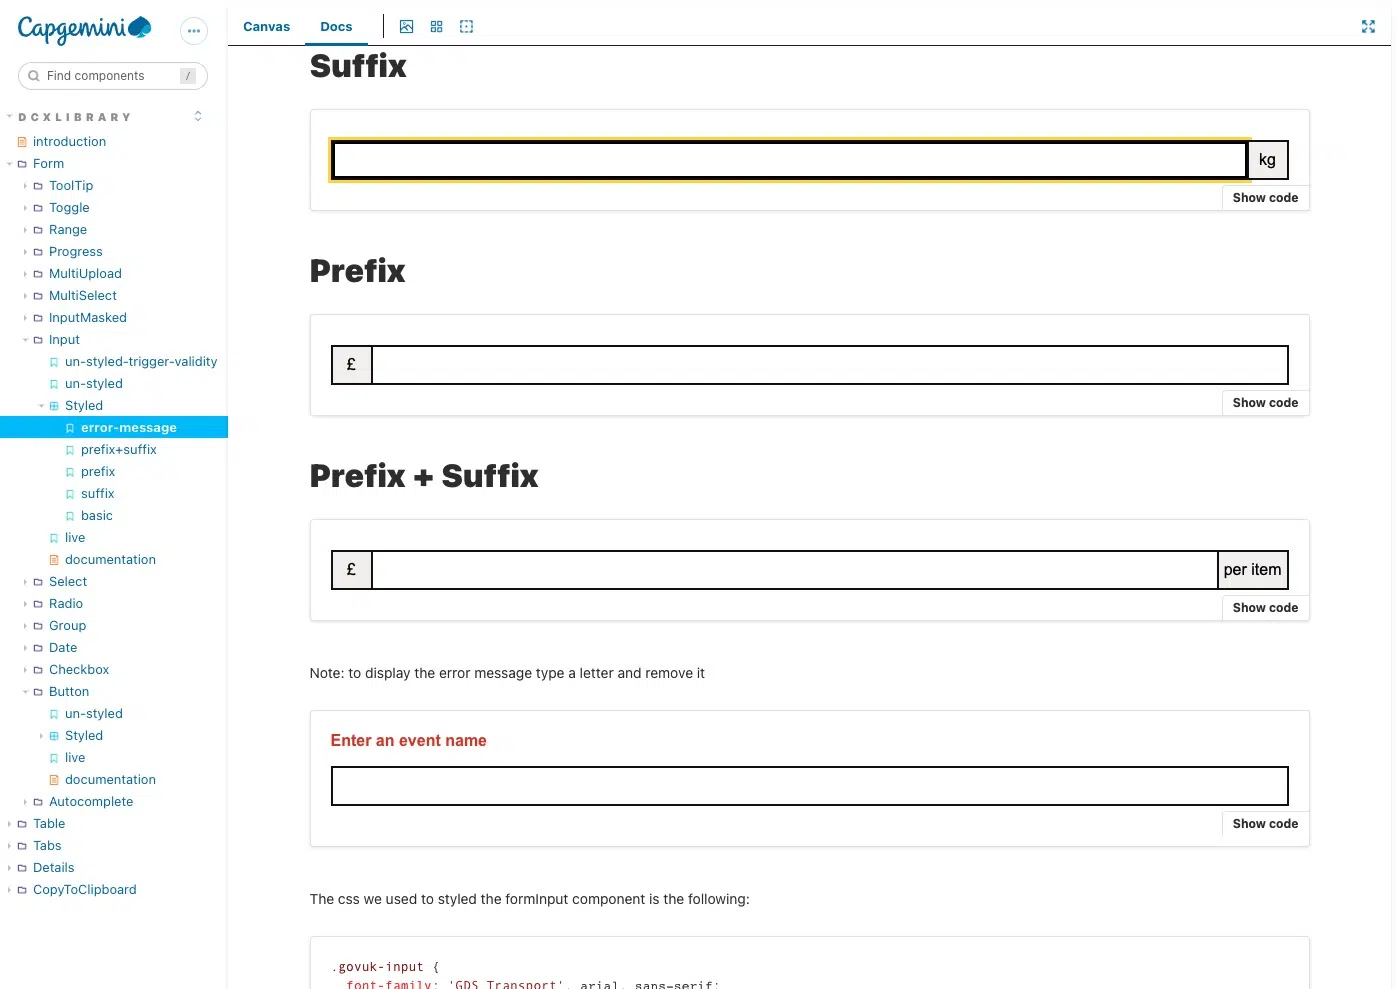 Capgemini
Find components
/
DCXLIBRARY
introduction
Form
ToolTip
Toggle
Range
Progress
MultiUpload
MultiSelect
InputMasked
Input
un-styled-trigger-validity
un-styled
Styled
error-message
prefix+suffix
prefix
suffix
basic
live
documentation
Select
Radio
Group
Date
Checkbox
Button
un-styled
Styled
live
documentation
Autocomplete
Table
Tabs
Details
CopyToClipboard
Canvas
Docs
Suffix
kg
Show code
Prefix
£
Show code
Prefix + Suffix
£
per item
Show code
Note: to display the error message type a letter and remove it
Enter an event name
Show code
The css we used to styled the formInput component is the following:
.govuk-input {
font-family: 'GDS Transport', arial, sans-serif;